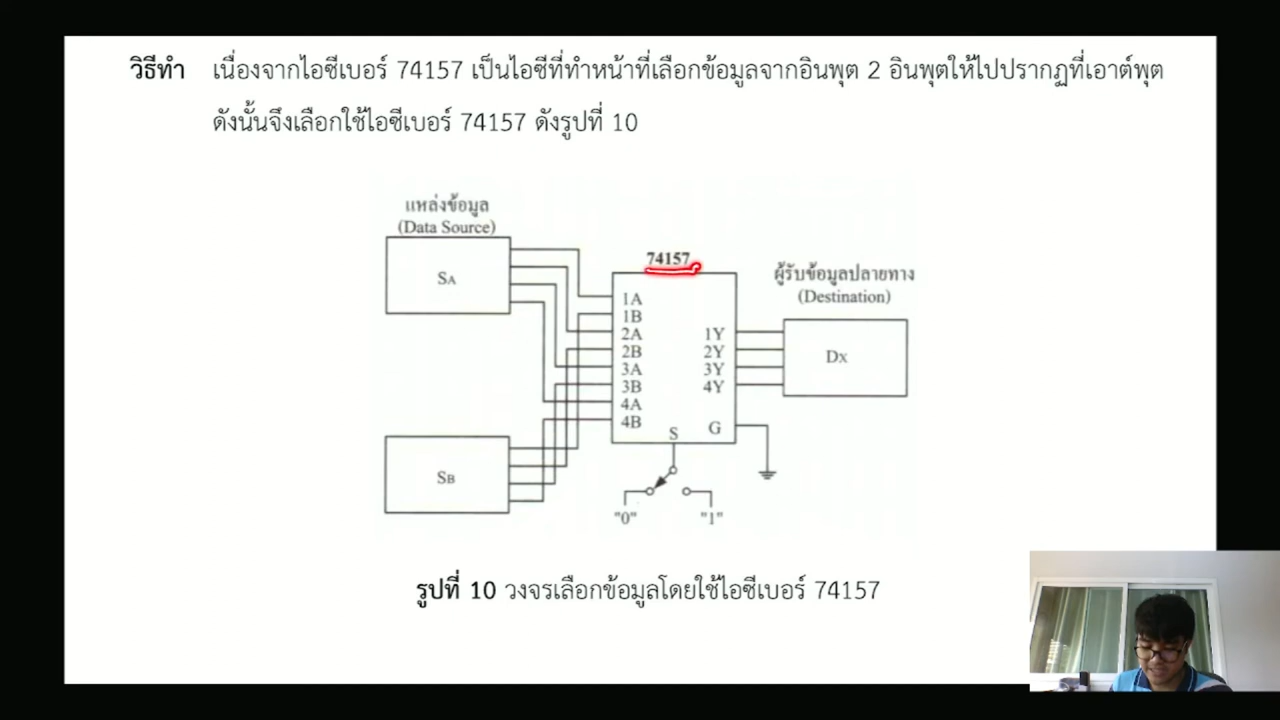 วิธีทำ เนื่องจากไอซีเบอร์ 74157 เป็นไอซีที่ทำหน้าที่เลือกข้อมูลจากอินพุต 2 อินพุตให้ไปปรากฏที่เอาต์พุต
ดังนั้นจึงเลือกใช้ไอซีเบอร์ 74157 ดังรูปที่ 10
แหล่งข้อมูล
(Data Source)
SA
74157
ผู้รับข้อมูลปลายทาง
(Destination)
1A
1B
2A 1Y
2B 2Y
3A 3Y
3B 4Y
4A
4B
DX
S G
SB
"0" "1"
รูปที่ 10 วงจรเลือกข้อมูลโดยใช้ไอซีเบอร์ 74157